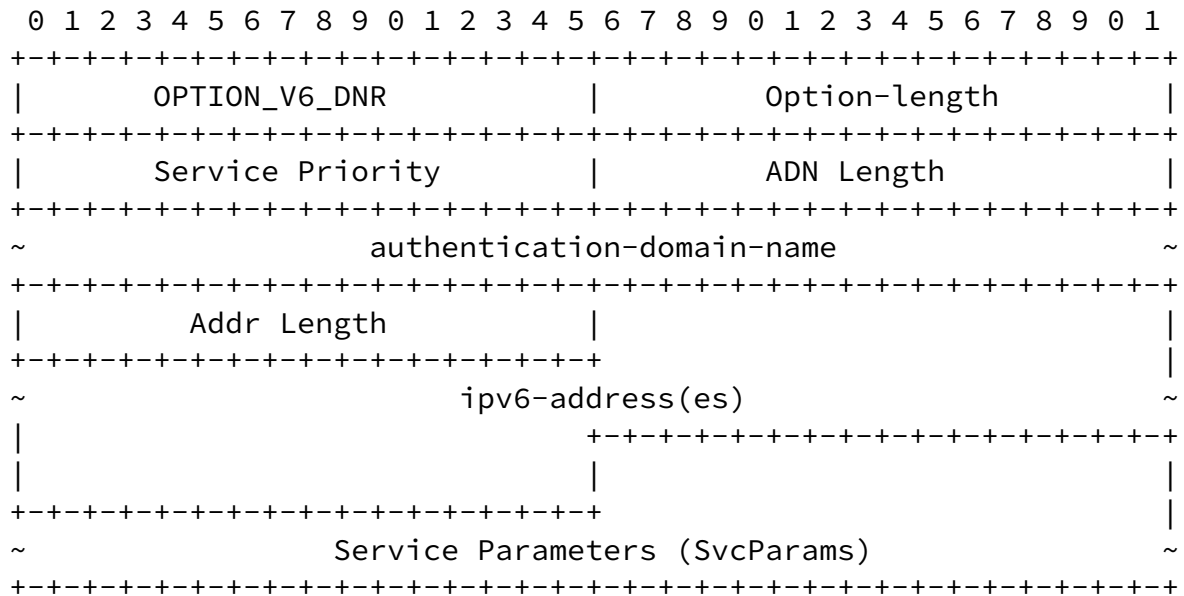 0 1 2 3 4 5 6 7 8 9 0 1 2 3 4 5 6 7 8 9 0 1 2 3 4 5 6 7 8 9 0 1
+-+-+-+-+-+-+-+-+-+-+-+-+-+-+-+-+-+-+-+-+-+-+-+-+-+-+-+-+-+-+-+-+
|       OPTION_V6_DNR           |         Option-length         |
+-+-+-+-+-+-+-+-+-+-+-+-+-+-+-+-+-+-+-+-+-+-+-+-+-+-+-+-+-+-+-+-+
|       Service Priority        |         ADN Length            |
+-+-+-+-+-+-+-+-+-+-+-+-+-+-+-+-+-+-+-+-+-+-+-+-+-+-+-+-+-+-+-+-+
~                   authentication-domain-name                  ~
+-+-+-+-+-+-+-+-+-+-+-+-+-+-+-+-+-+-+-+-+-+-+-+-+-+-+-+-+-+-+-+-+
|         Addr Length           |                               |
+-+-+-+-+-+-+-+-+-+-+-+-+-+-+-+-+                               |
~                        ipv6-address(es)                       ~
|                               +-+-+-+-+-+-+-+-+-+-+-+-+-+-+-+-+
|                               |                               |
+-+-+-+-+-+-+-+-+-+-+-+-+-+-+-+-+                               |
~                 Service Parameters (SvcParams)                ~
+-+-+-+-+-+-+-+-+-+-+-+-+-+-+-+-+-+-+-+-+-+-+-+-+-+-+-+-+-+-+-+-+